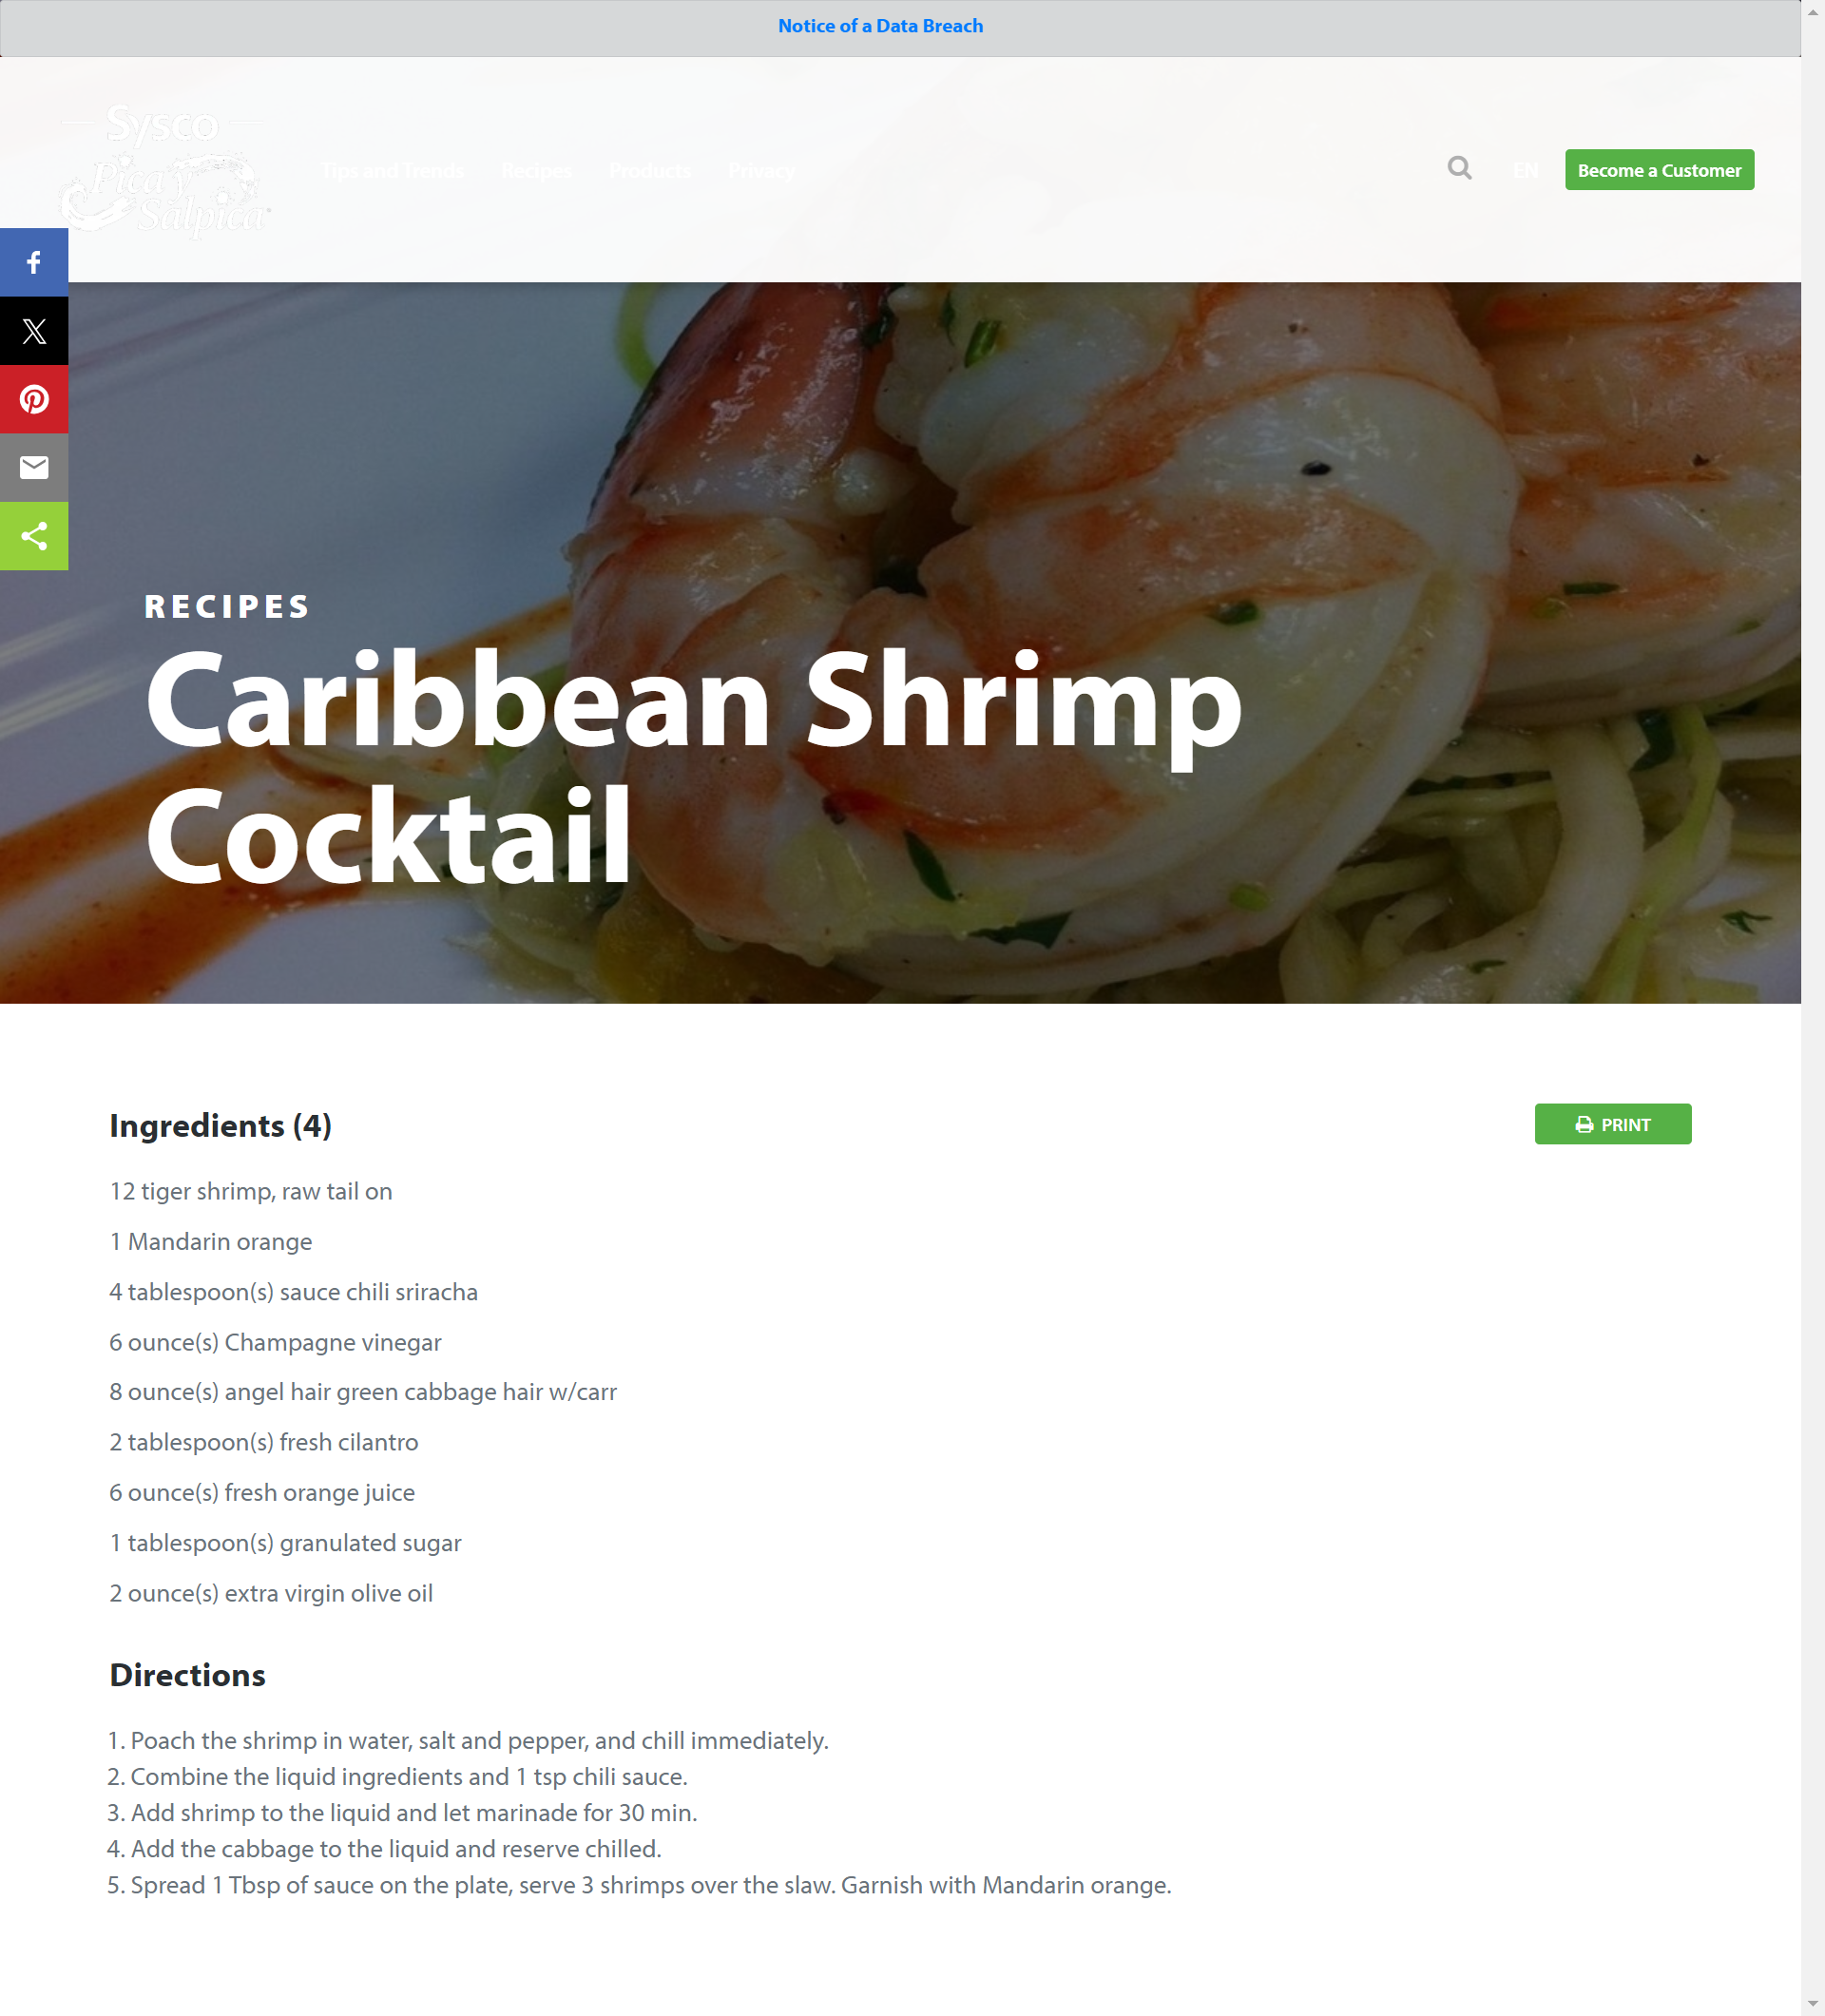 Notice of a Data Breach
Sysco
Pica y
Salpica
Tips and Trends Recipes Products Privacy
EN
Become a Customer
RECIPES
Caribbean Shrimp
Cocktail
Ingredients (4)
PRINT
12 tiger shrimp, raw tail on
1 Mandarin orange
4 tablespoon(s) sauce chili sriracha
6 ounce(s) Champagne vinegar
8 ounce(s) angel hair green cabbage hair w/carr
2 tablespoon(s) fresh cilantro
6 ounce(s) fresh orange juice
1 tablespoon(s) granulated sugar
2 ounce(s) extra virgin olive oil
Directions
1. Poach the shrimp in water, salt and pepper, and chill immediately.
2. Combine the liquid ingredients and 1 tsp chili sauce.
3. Add shrimp to the liquid and let marinade for 30 min.
4. Add the cabbage to the liquid and reserve chilled.
5. Spread 1 Tbsp of sauce on the plate, serve 3 shrimps over the slaw. Garnish with Mandarin orange.